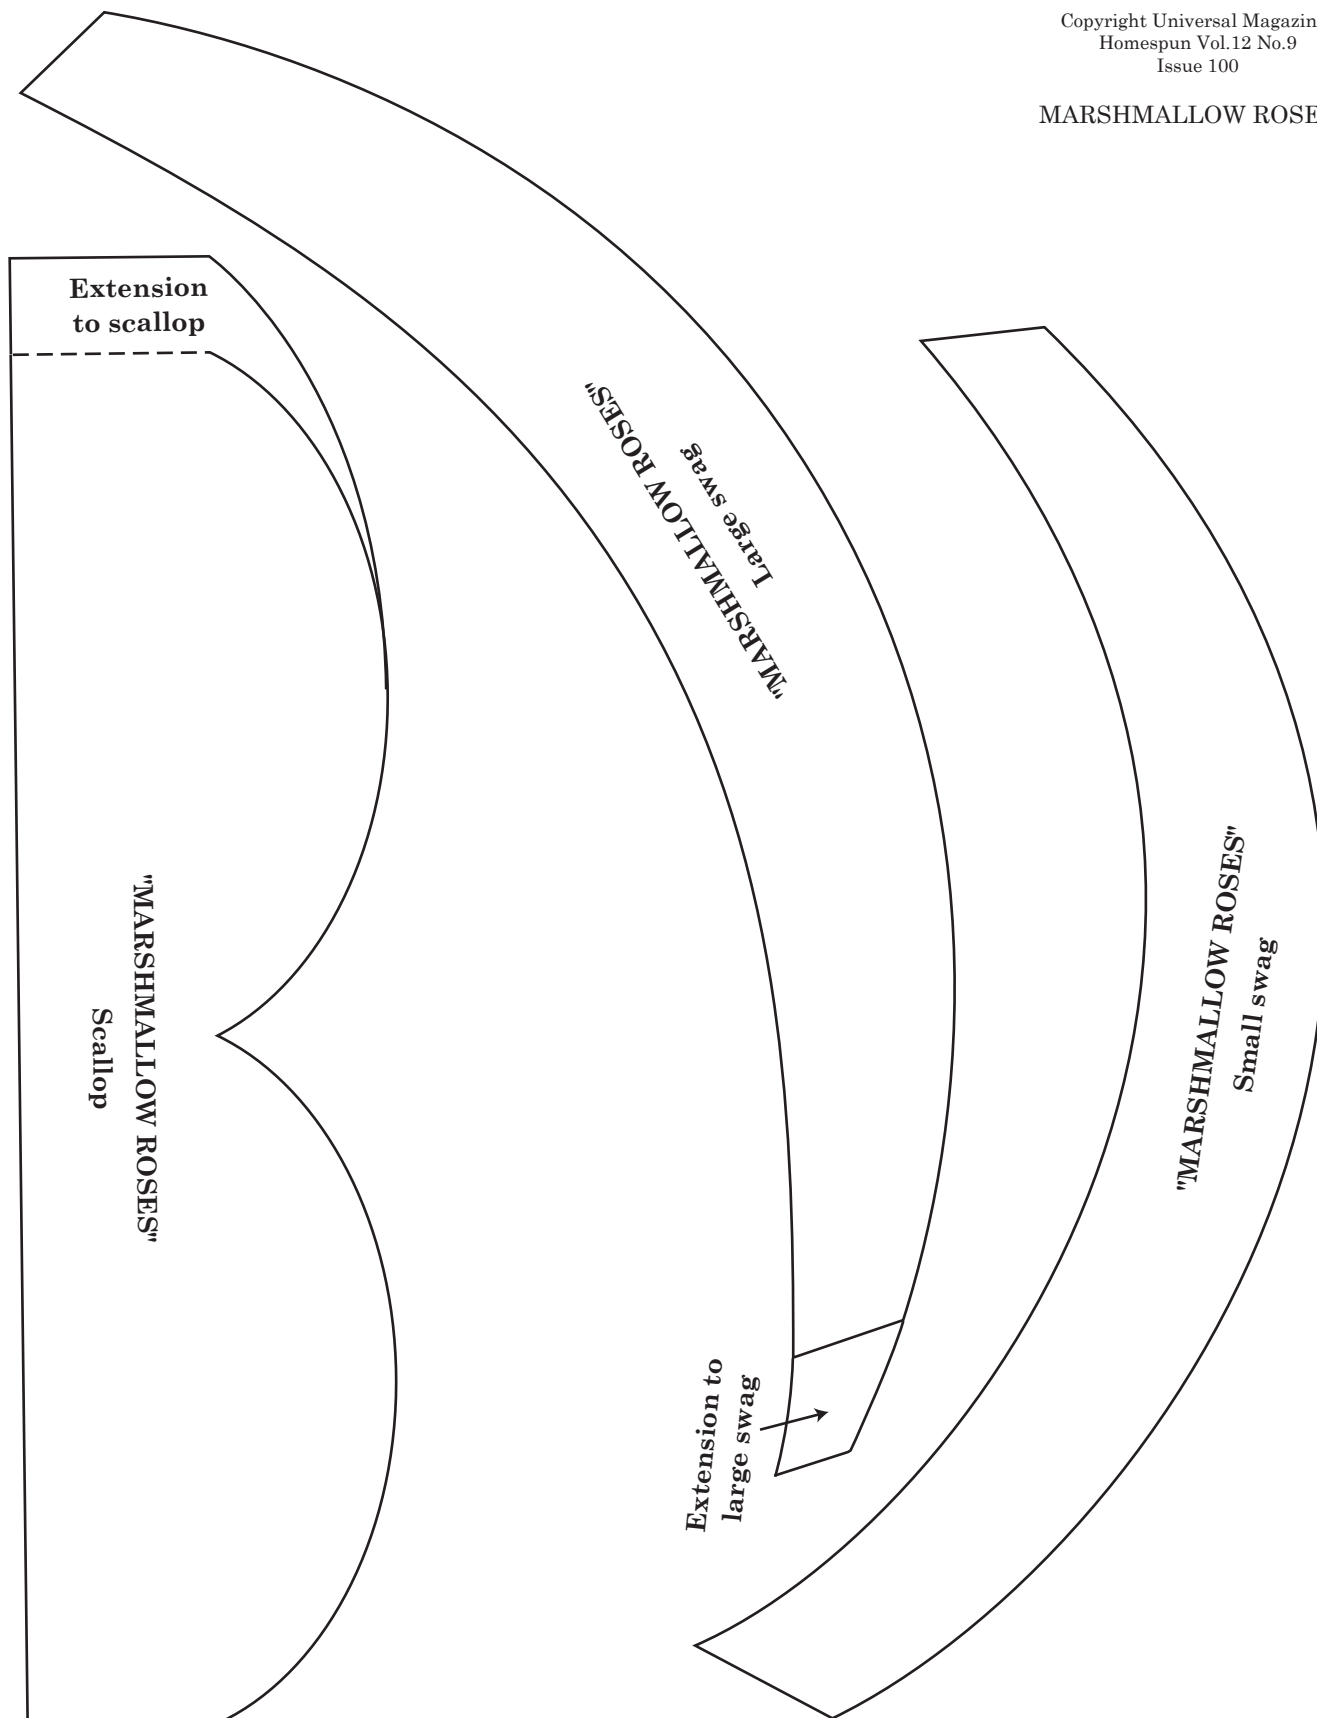 Copyright Universal Magazin
Homespun Vol.12 No.9
Issue 100
MARSHMALLOW ROSE
Extension
to scallop
"MARSHMALLOW ROSES"
Large swag
"MARSHMALLOW ROSES"
Scallop
"MARSHMALLOW ROSES"
Small swag
Extension to
large swag